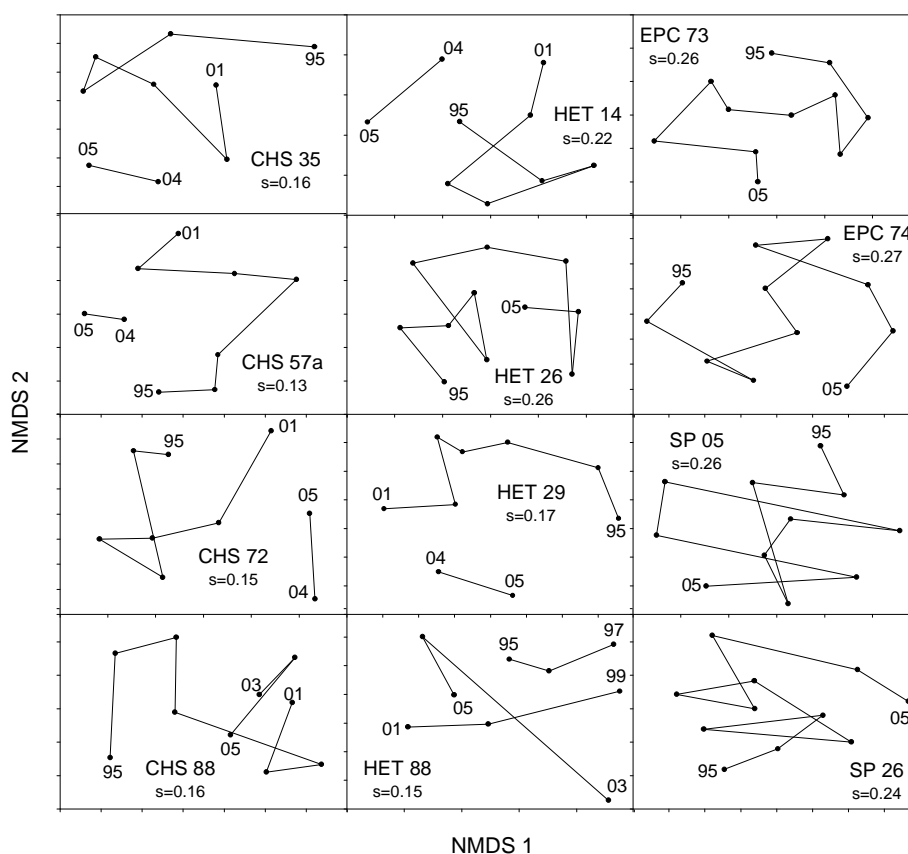 01
95
CHS 35
s=0.16
05
04
04
01
95
HET 14
s=0.22
05
EPC 73
s=0.26
95
05
01
05
04
CHS 57a
s=0.13
95
05
HET 26
s=0.26
95
EPC 74
s=0.27
95
05
95
01
05
CHS 72
s=0.15
04
01
HET 29
s=0.17
95
04
05
SP 05
s=0.26
95
05
03
01
05
95
CHS 88
s=0.16
95
97
99
05
01
HET 88
s=0.15
03
05
95
SP 26
s=0.24
NMDS 2
NMDS 1